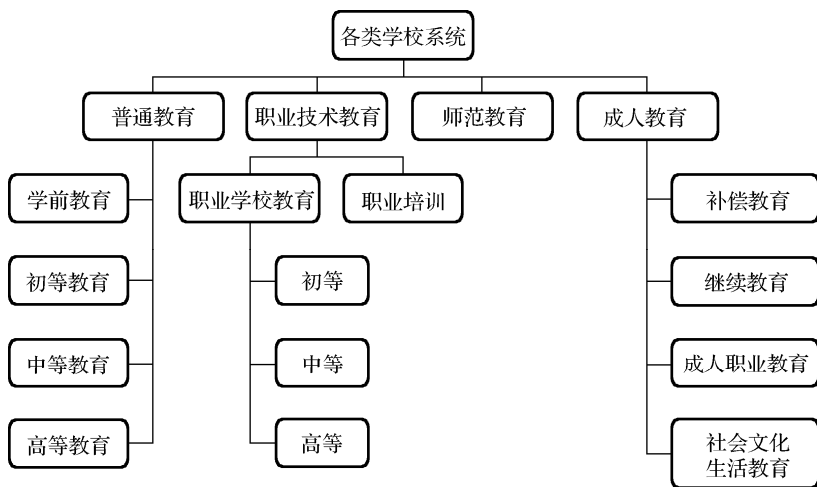 各类学校系统
普通教育
职业技术教育
师范教育
成人教育
学前教育
职业学校教育
职业培训
补偿教育
初等教育
初等
继续教育
中等教育
中等
成人职业教育
高等教育
高等
社会文化
生活教育